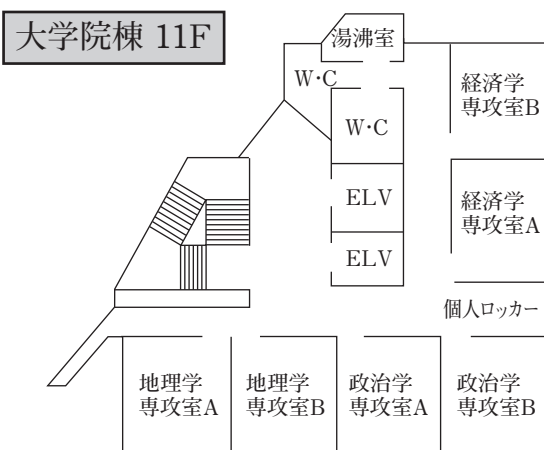 大学院棟 11F
湯沸室
W·C
経済学
専攻室B
W·C
ELV
経済学
専攻室A
ELV
個人ロッカー
地理学
専攻室A
地理学
専攻室B
政治学
専攻室A
政治学
専攻室B